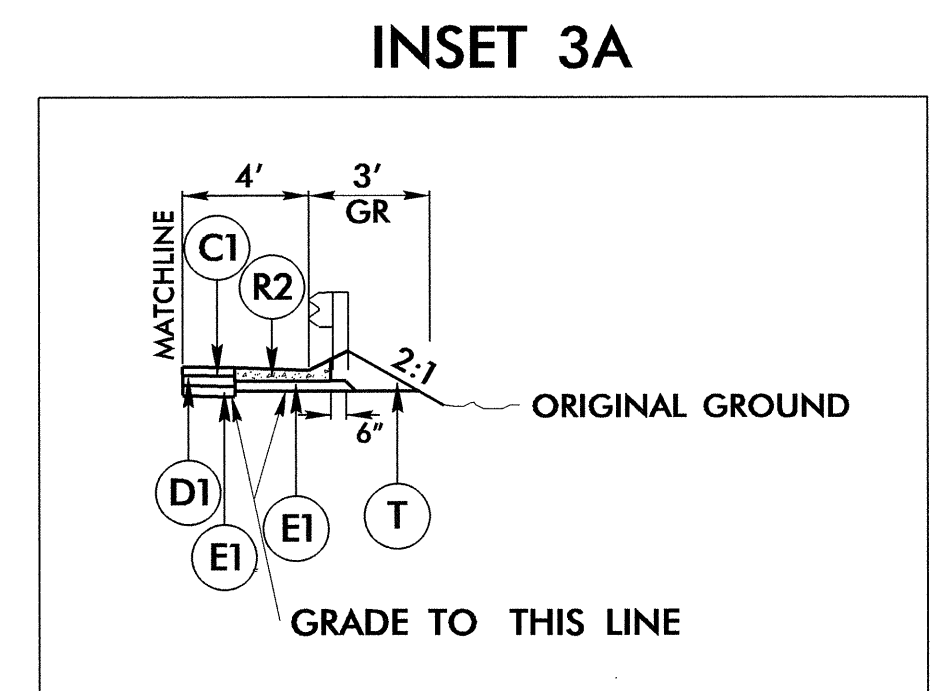 INSET 3A
4' 3'
GR
MATCHLINE
C1
R2
2:1
ORIGINAL GROUND
6"
D1
E1
E1
T
GRADE TO THIS LINE